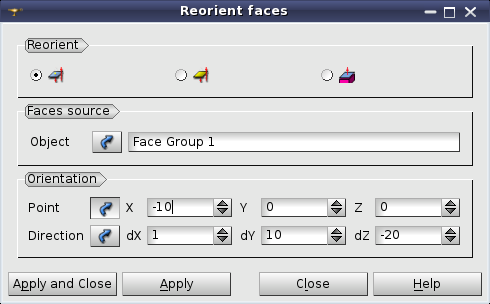 Reorient faces
Reorient
Faces source
Object Face Group 1
Orientation
Point X -10 Y 0 Z 0
Direction dX 1 dY 10 dZ -20
Apply and Close Apply Close Help